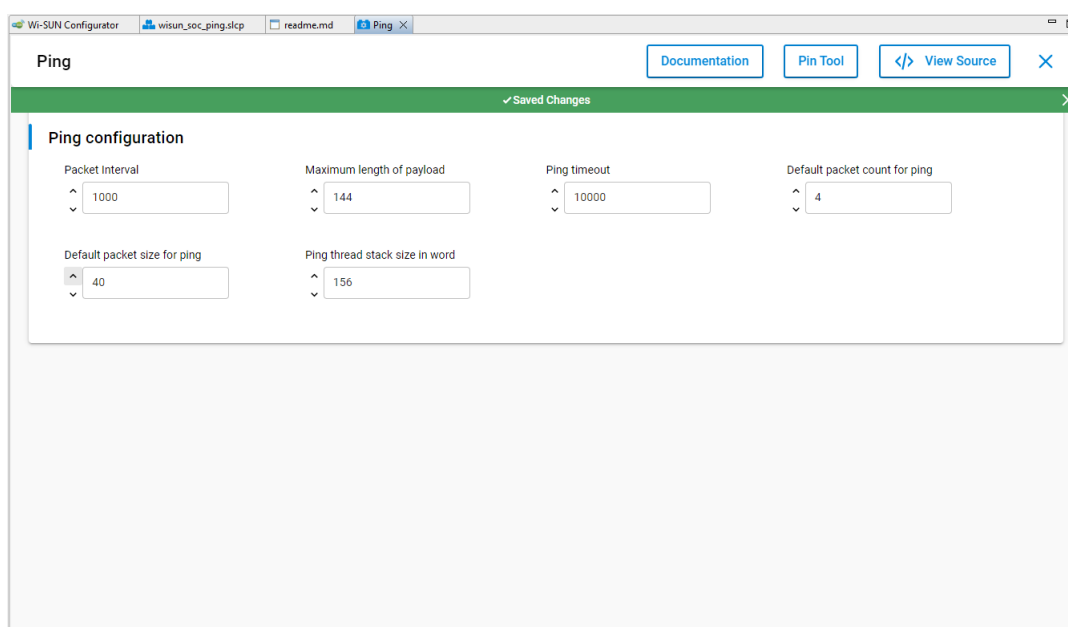 Wi-SUN Configurator wisun_soc_ping.slcp readme.md Ping
Ping Documentation Pin Tool </> View Source
Saved Changes
Ping configuration
Packet Interval Maximum length of payload Ping timeout Default packet count for ping
1000 144 10000 4
Default packet size for ping Ping thread stack size in word
40 156